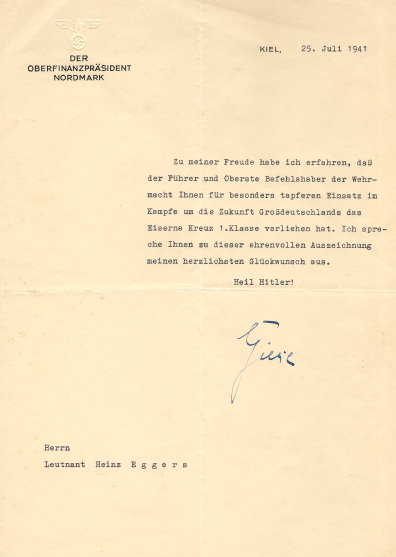 DER
OBERFINANZPRÄSIDENT
NORDMARK
KIEL, 25. Juli 1941
Zu meiner Freude habe ich erfahren, daß
der Führer und Oberste Befehlshaber der Wehr-
macht Ihnen für besonders tapferen Einsatz im
Kampfe um die Zukunft Großdeutschlands das
Eiserne Kreuz 1.Klasse verliehen hat. Ich spre-
che Ihnen zu dieser ehrenvollen Auszeichnung
meinen herzlichsten Glückwunsch aus.
Heil Hitler!
Herrn
Leutnant Heinz E g g e r s